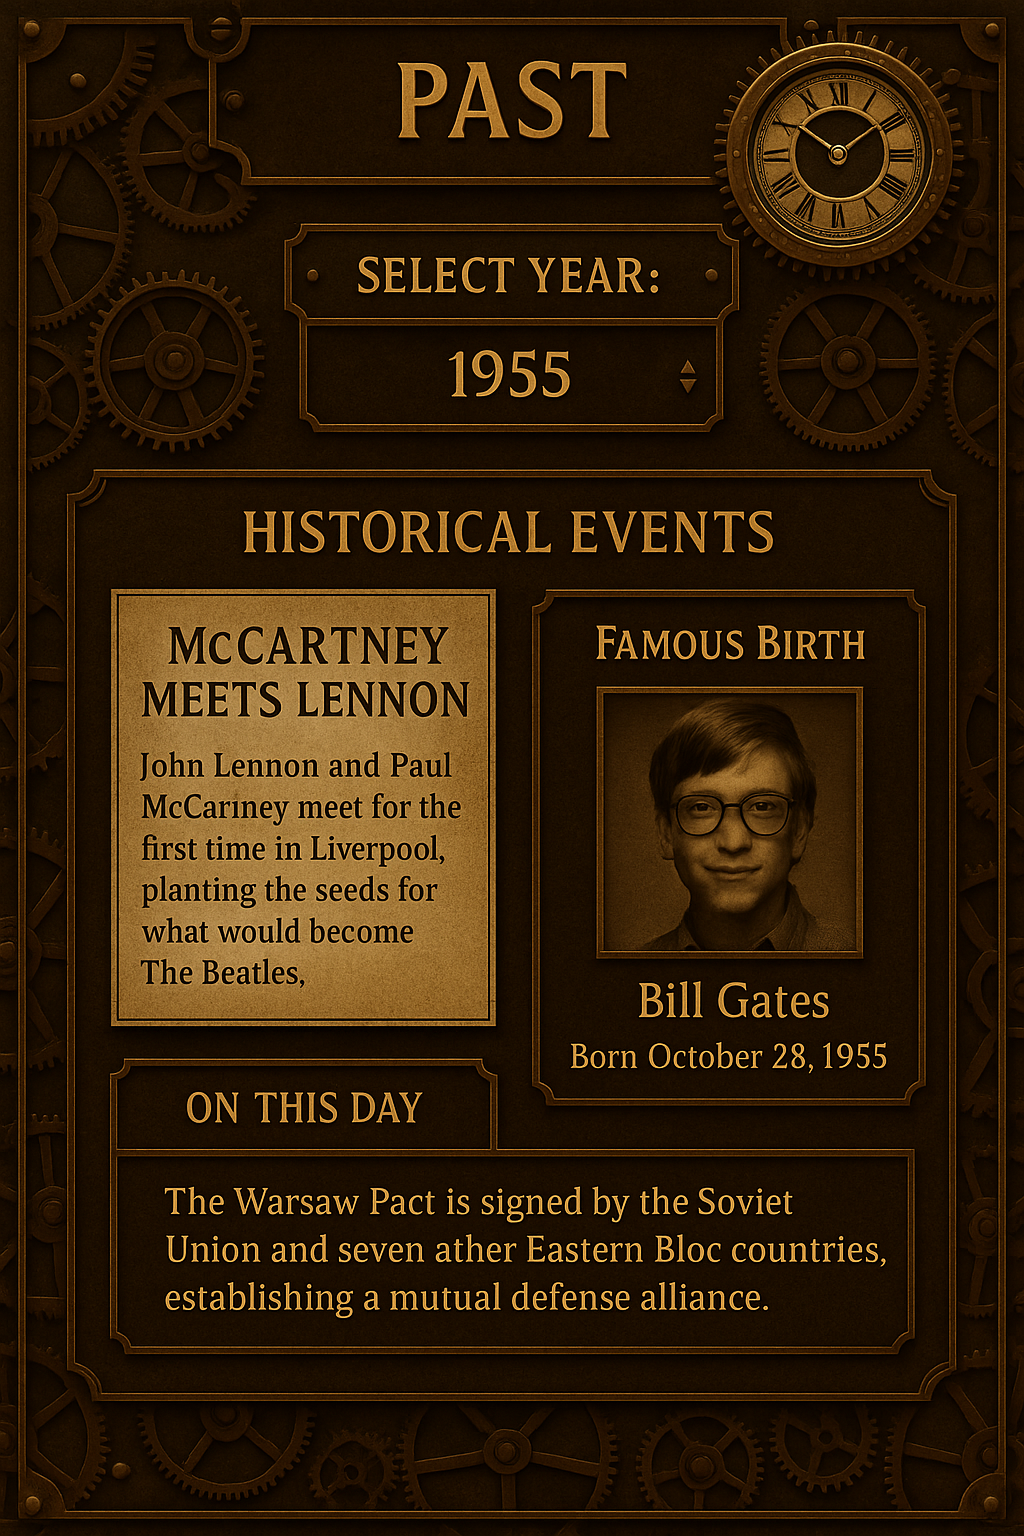 PAST
XII
SELECT YEAR:
1955
HISTORICAL EVENTS
McCARTNEY
MEETS LENNON
John Lennon and Paul
McCarıney meet for the
first time in Liverpool,
planting the seeds for
what would become
The Beatles,
FAMOUS BIRTH
Bill Gates
Born October 28, 1955
ON THIS DAY
The Warsaw Pact is signed by the Soviet
Union and seven ather Eastern Bloc countries,
establishing a mutual defense alliance.